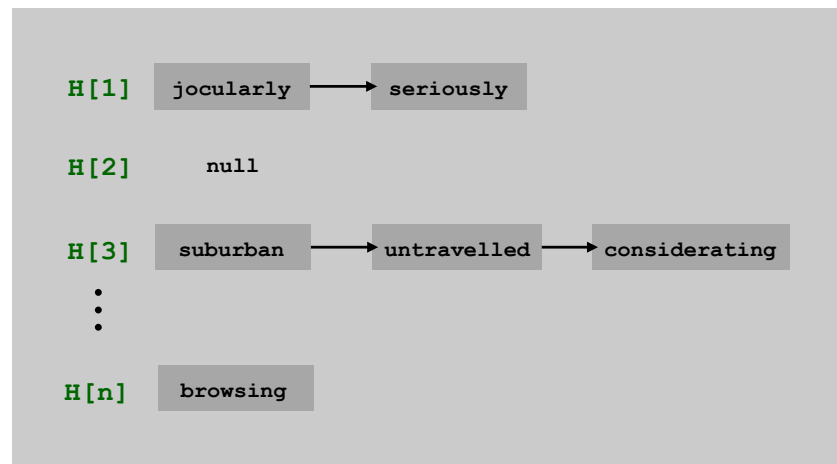 H[1] jocularly seriously
H[2] null
H[3] suburban untravelled considerating
H[n] browsing